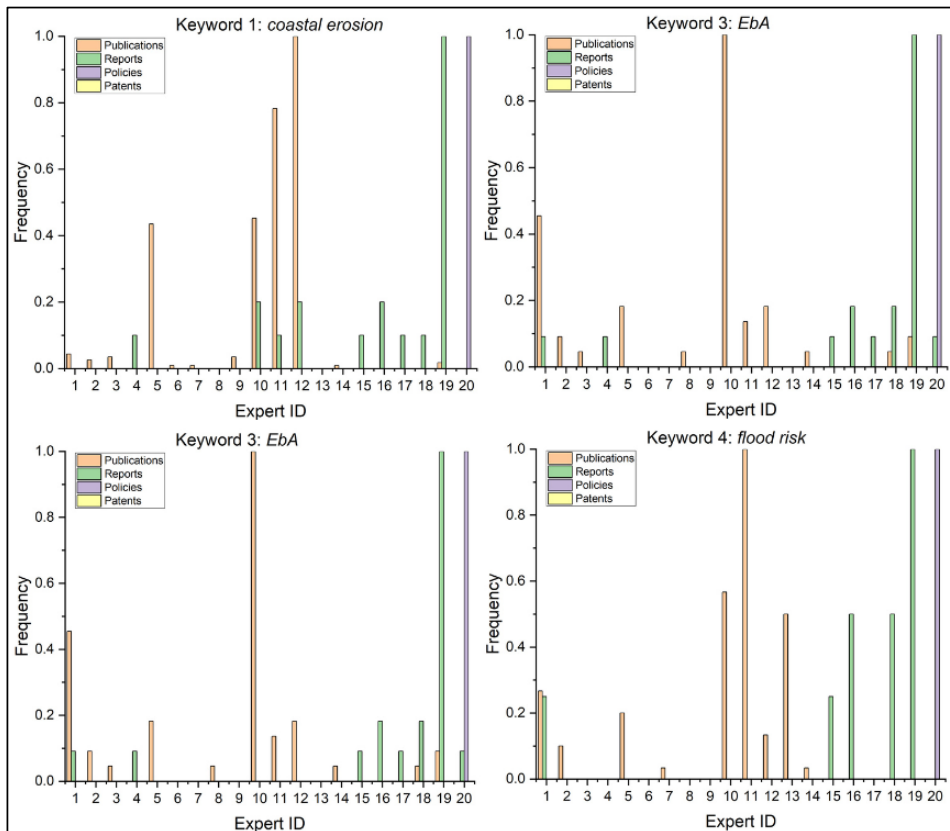 Keyword 1: coastal erosion
Publications
Reports
Policies
Patents
1.0
0.8
0.6
0.4
0.2
0.0
Frequency
1 2 3 4 5 6 7 8 9 10 11 12 13 14 15 16 17 18 19 20
Expert ID
Keyword 3: EbA
Publications
Reports
Policies
Patents
1.0
0.8
0.6
0.4
0.2
0.0
Frequency
1 2 3 4 5 6 7 8 9 10 11 12 13 14 15 16 17 18 19 20
Expert ID
Keyword 3: EbA
Publications
Reports
Policies
Patents
1.0
0.8
0.6
0.4
0.2
0.0
Frequency
1 2 3 4 5 6 7 8 9 10 11 12 13 14 15 16 17 18 19 20
Expert ID
Keyword 4: flood risk
Publications
Reports
Policies
Patents
1.0
0.8
0.6
0.4
0.2
0.0
Frequency
1 2 3 4 5 6 7 8 9 10 11 12 13 14 15 16 17 18 19 20
Expert ID